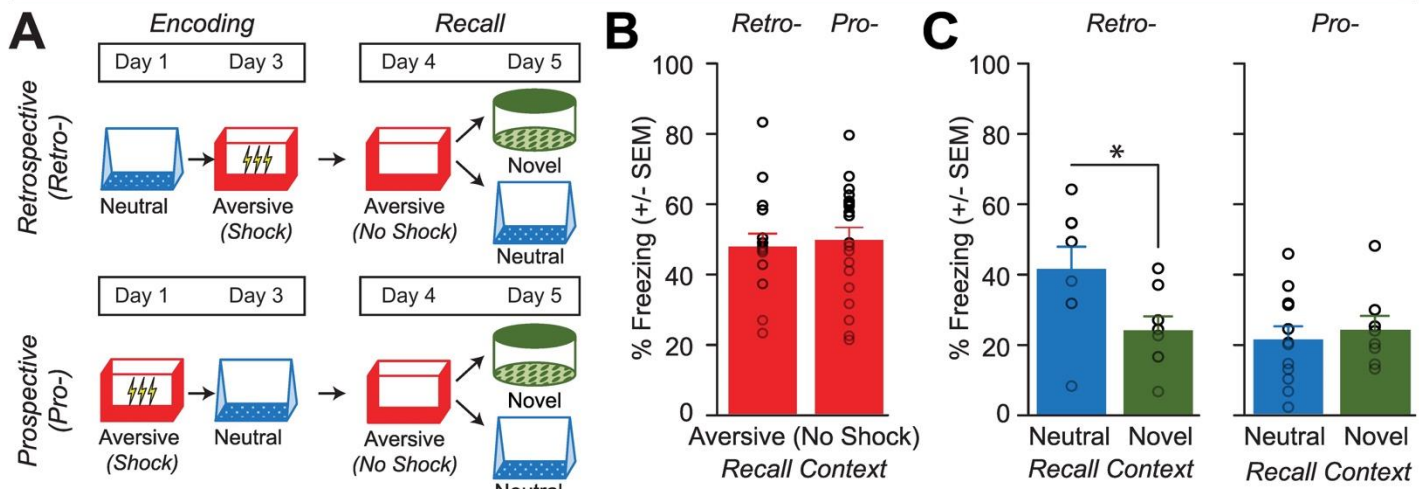 A
Encoding
Recall
Retrospective
(Retro-)
Day 1
Day 3
Day 4
Day 5
Neutral
Aversive
(Shock)
Aversive
(No Shock)
Novel
Neutral
Prospective
(Pro-)
Day 1
Day 3
Day 4
Day 5
Aversive
(Shock)
Neutral
Aversive
(No Shock)
Novel
Neutral
B
Retro-
Pro-
% Freezing (+/- SEM)
100
80
60
40
20
0
Aversive (No Shock)
Recall Context
C
Retro-
Pro-
% Freezing (+/- SEM)
100
80
60
40
20
0
*
Neutral
Novel
Recall Context
Neutral
Novel
Recall Context